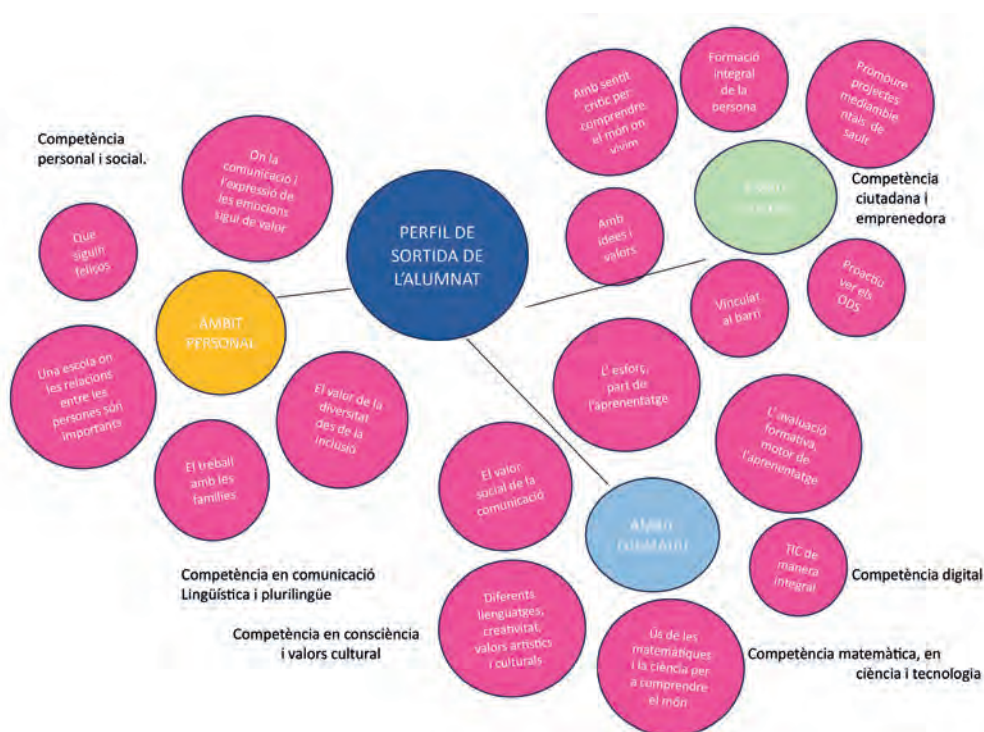 Competència
personal i social.
On la
comunicació i
l'expressió de
les emocions
sigui de valor
Que
siguin
feliços
ÀMBIT
PERSONAL
Una escola on
les relacions
entre les
persones són
importants
El treball
amb les
famílies
El valor de la
diversitat
des de la
inclusió
PERFIL DE
SORTIDA DE
L'ALUMNAT
Amb sentit
crític per
comprendre
el món on
vivim
Formació
integral
de la
persona
Promoure
projectes
mediambie
ntals de
salut
Competència
ciutadana i
emprenedora
Amb
idees i
valors
Vinculat
al barri
Proactiu
ver els
ODS
L' esforç,
part de
l'aprenentatge
L' avaluació
formativa,
motor de
l'aprenentatge
El valor
social de la
comunicació
ÀMBIT
TIC de
manera
integral
Competència digital
Competència en comunicació
Lingüística i plurilingüe
Competència en consciència
i valors cultural
Diferents
llenguatges,
creativitat,
valors artístics
i culturals
Ús de les
matemàtiques
i la ciència per
a comprendre
el món
Competència matemàtica, en
ciència i tecnologia